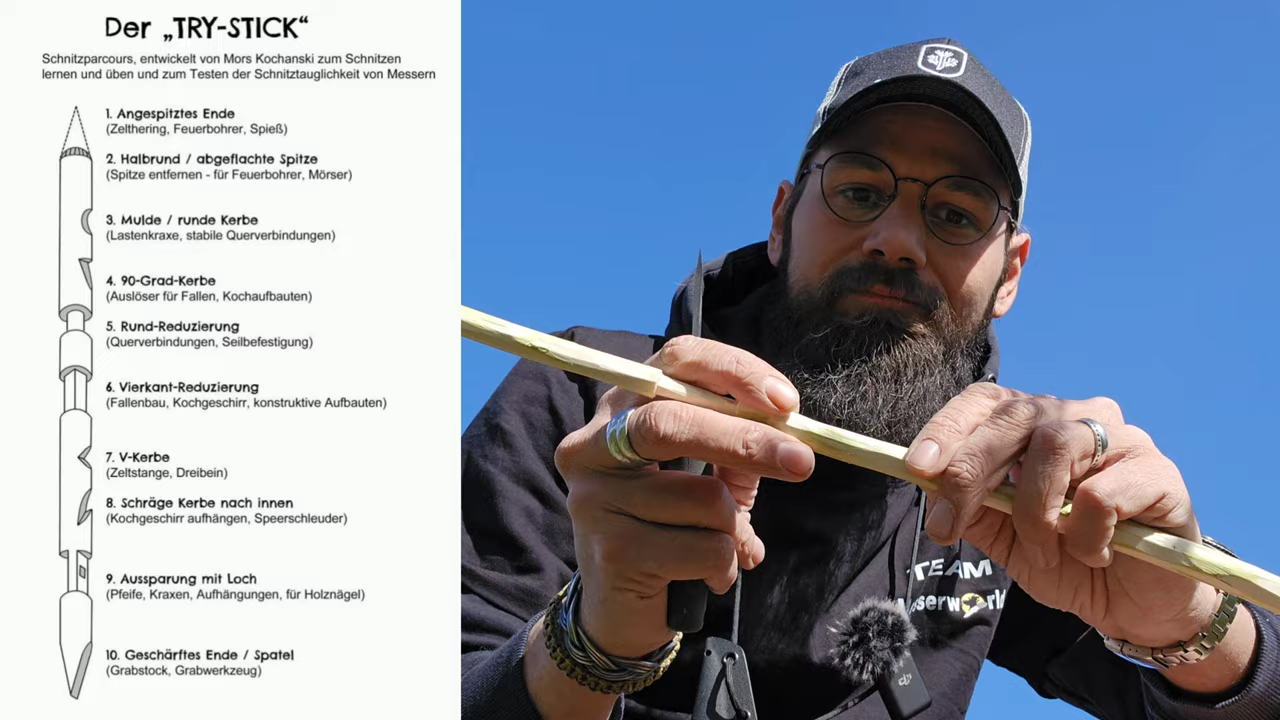 Der „TRY-STICK“
Schnitzparcours, entwickelt von Mors Kochanski zum Schnitzen
lernen und üben und zum Testen der Schnitztauglichkeit von Messern
1. Angespitztes Ende
(Zelthering, Feuerbohrer, Spieß)
2. Halbrund / abgeflachte Spitze
(Spitze entfernen - für Feuerbohrer, Mörser)
3. Mulde / runde Kerbe
(Lastenkraxe, stabile Querverbindungen)
4. 90-Grad-Kerbe
(Auslöser für Fallen, Kochaufbauten)
5. Rund-Reduzierung
(Querverbindungen, Seilbefestigung)
6. Vierkant-Reduzierung
(Fallenbau, Kochgeschirr, konstruktive Aufbauten)
7. V-Kerbe
(Zeltstange, Dreibein)
8. Schräge Kerbe nach innen
(Kochgeschirr aufhängen, Speerschleuder)
9. Aussparung mit Loch
(Pfeife, Kraxen, Aufhängungen, für Holznägel)
10. Geschärftes Ende / Spatel
(Grabstock, Grabwerkzeug)
TEAM
dji